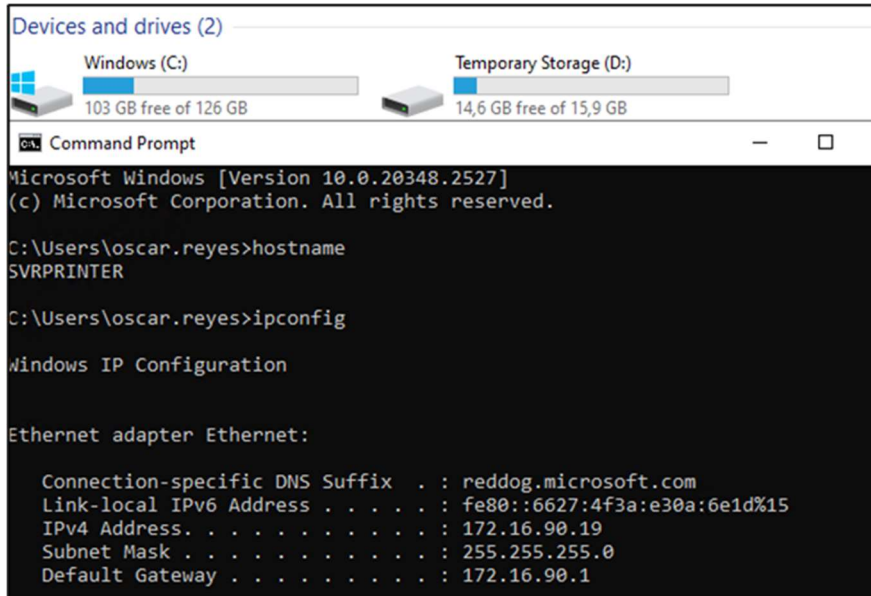 Devices and drives (2)
Windows (C:)
103 GB free of 126 GB
Temporary Storage (D:)
14,6 GB free of 15,9 GB
Command Prompt
Microsoft Windows [Version 10.0.20348.2527]
(c) Microsoft Corporation. All rights reserved.
C:\Users\oscar.reyes>hostname
SVRPRINTER
C:\Users\oscar.reyes>ipconfig
Windows IP Configuration
Ethernet adapter Ethernet:
Connection-specific DNS Suffix . : reddog.microsoft.com
Link-local IPv6 Address . . . . . : fe80::6627:4f3a:e30a:6e1d%15
IPv4 Address. . . . . . . . . . . : 172.16.90.19
Subnet Mask . . . . . . . . . . . : 255.255.255.0
Default Gateway . . . . . . . . . : 172.16.90.1